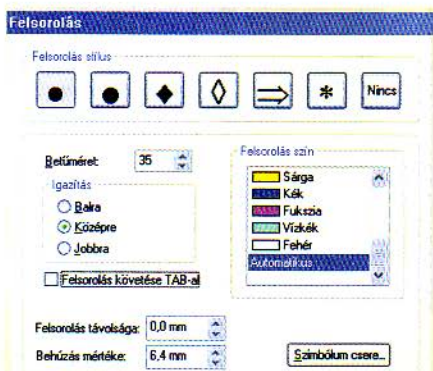 Felsorolás
Felsorolás stílus
Nincs
Betűméret: 35
Igazítás
Balra
Középre
Jobbra
Felsorolás követése TAB-al
Felsorolás szín
Sárga
Kék
Fukszia
Vízkék
Fehér
Automatikus
Felsorolás távolsága: 0,0 mm
Behúzás mértéke: 6,4 mm
Szimbólum csere...